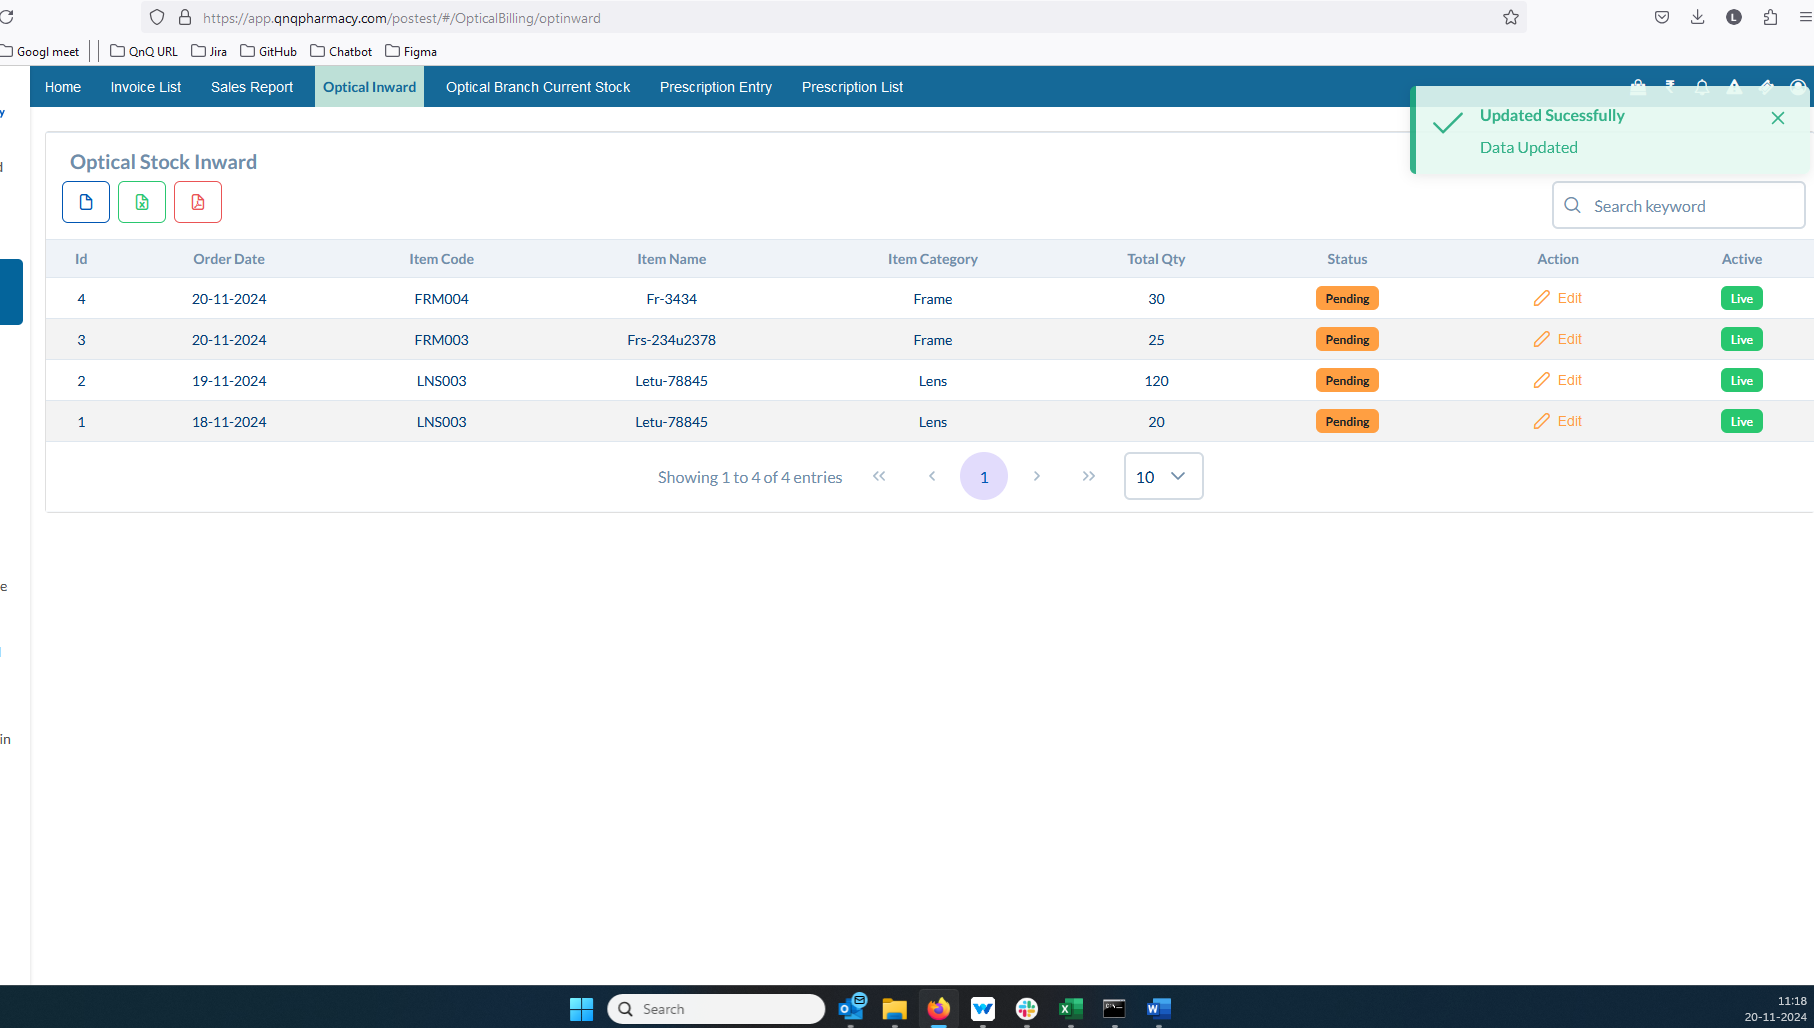 https://app.qnqpharmacy.com/postest/#/OpticalBilling/optinward
Googl meet QnQ URL Jira GitHub Chatbot Figma
Home Invoice List Sales Report Optical Inward Optical Branch Current Stock Prescription Entry Prescription List
Updated Sucessfully
Data Updated
Optical Stock Inward
Search keyword
Id Order Date Item Code Item Name Item Category Total Qty Status Action Active
4 20-11-2024 FRM004 Fr-3434 Frame 30 Pending Edit Live
3 20-11-2024 FRM003 Frs-234u2378 Frame 25 Pending Edit Live
2 19-11-2024 LNS003 Letu-78845 Lens 120 Pending Edit Live
1 18-11-2024 LNS003 Letu-78845 Lens 20 Pending Edit Live
Showing 1 to 4 of 4 entries 1 10
Search
11:18
20-11-2024